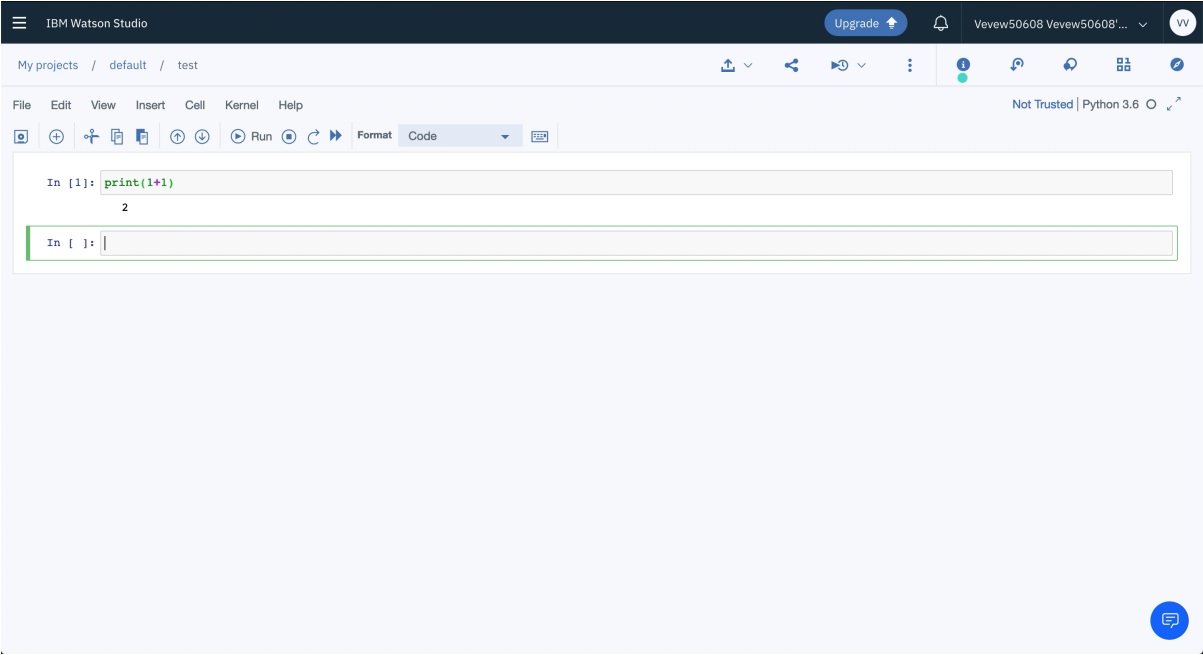 IBM Watson Studio Upgrade Vevew50608 Vevew50608'... VV
My projects / default / test
File Edit View Insert Cell Kernel Help Not Trusted | Python 3.6
Run Format Code
In [1]: print(1+1)
2
In [ ]: